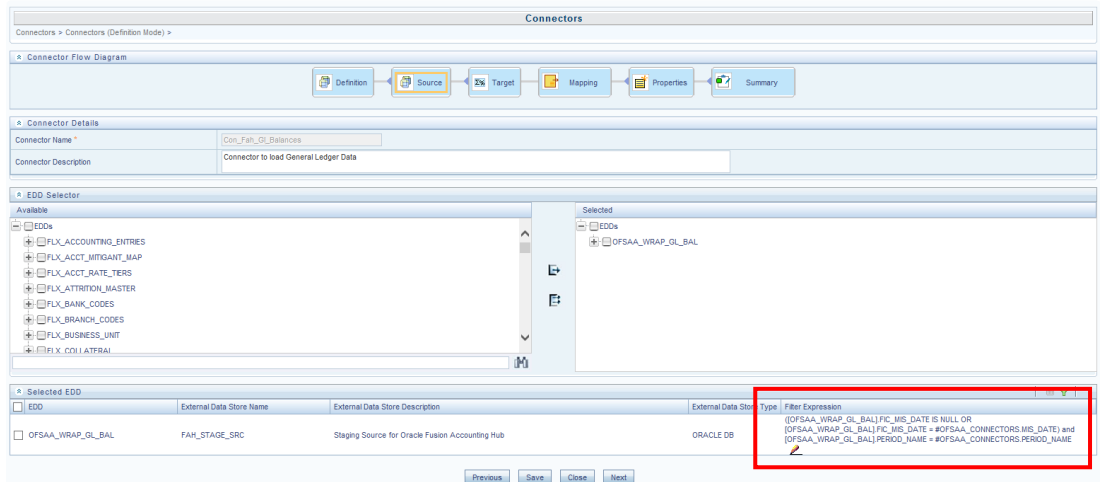 Connectors
Connectors > Connectors (Definition Mode) >
Connector Flow Diagram
Definition Source Target Mapping Properties Summary
Connector Details
Connector Name * Con_Fah_Gl_Balances
Connector Description Connector to load General Ledger Data
EDD Selector
Available Selected
EDDs EDDs
FLX_ACCOUNTING_ENTRIES OFSAA_WRAP_GL_BAL
FLX_ACCT_MITIGANT_MAP
FLX_ACCT_RATE_TIERS
FLX_ATTRITION_MASTER
FLX_BANK_CODES
FLX_BRANCH_CODES
FLX_BUSINESS_UNIT
FLX_COLLATERAL
Selected EDD
EDD External Data Store Name External Data Store Description External Data Store Type Filter Expression
([OFSAA_WRAP_GL_BAL].FIC_MIS_DATE IS NULL OR
OFSAA_WRAP_GL_BAL FAH_STAGE_SRC Staging Source for Oracle Fusion Accounting Hub ORACLE DB [OFSAA_WRAP_GL_BAL].FIC_MIS_DATE = #OFSAA_CONNECTORS.MIS_DATE) and
[OFSAA_WRAP_GL_BAL].PERIOD_NAME = #OFSAA_CONNECTORS.PERIOD_NAME
Previous Save Close Next